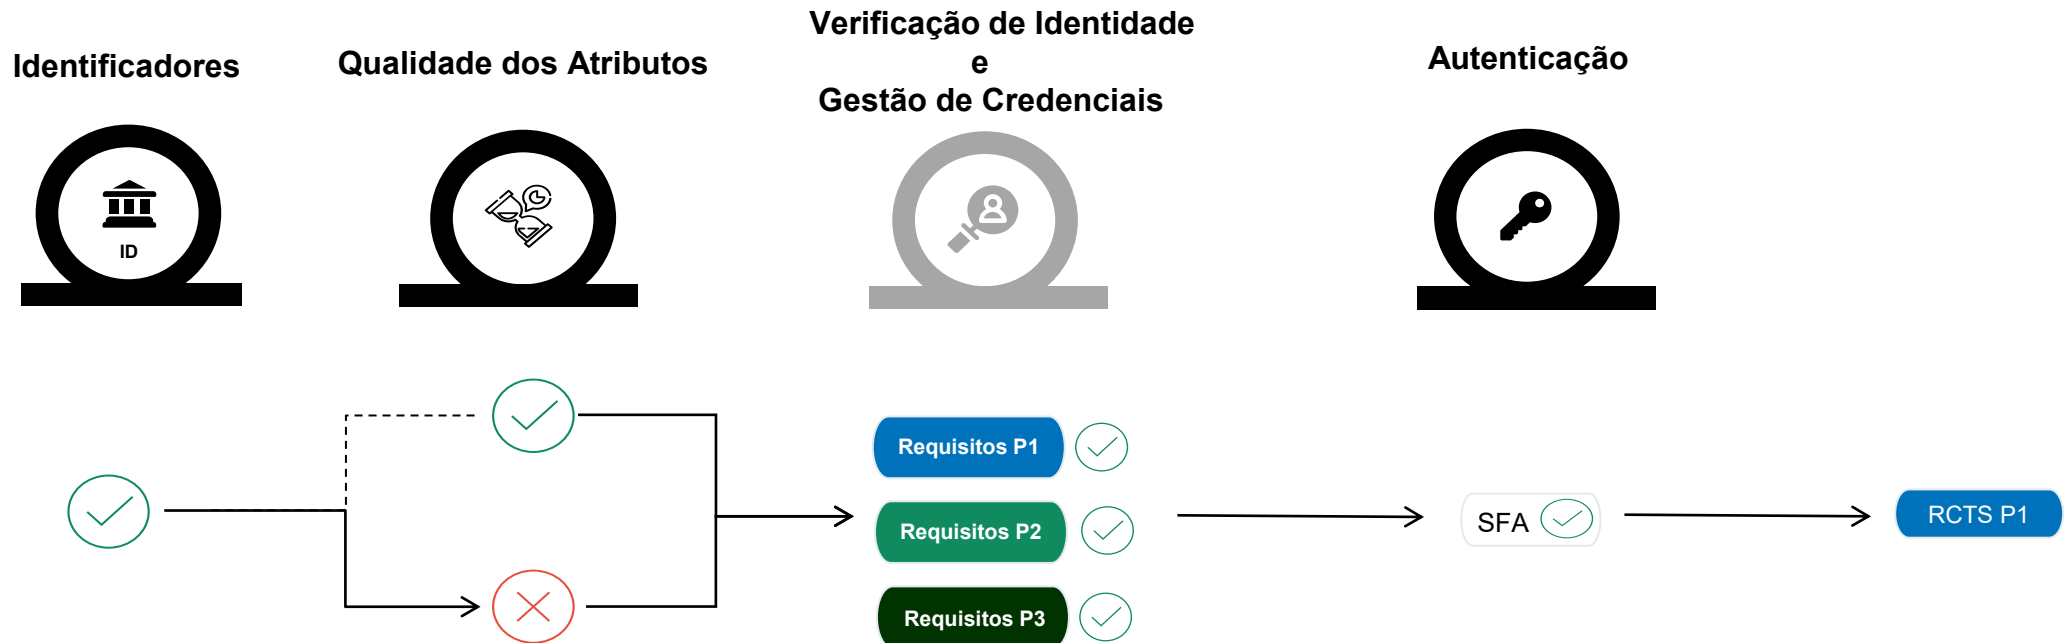 Identificadores
Qualidade dos Atributos
Verificação de Identidade
e
Gestão de Credenciais
Autenticação
ID
Requisitos P1
Requisitos P2
Requisitos P3
SFA
RCTS P1